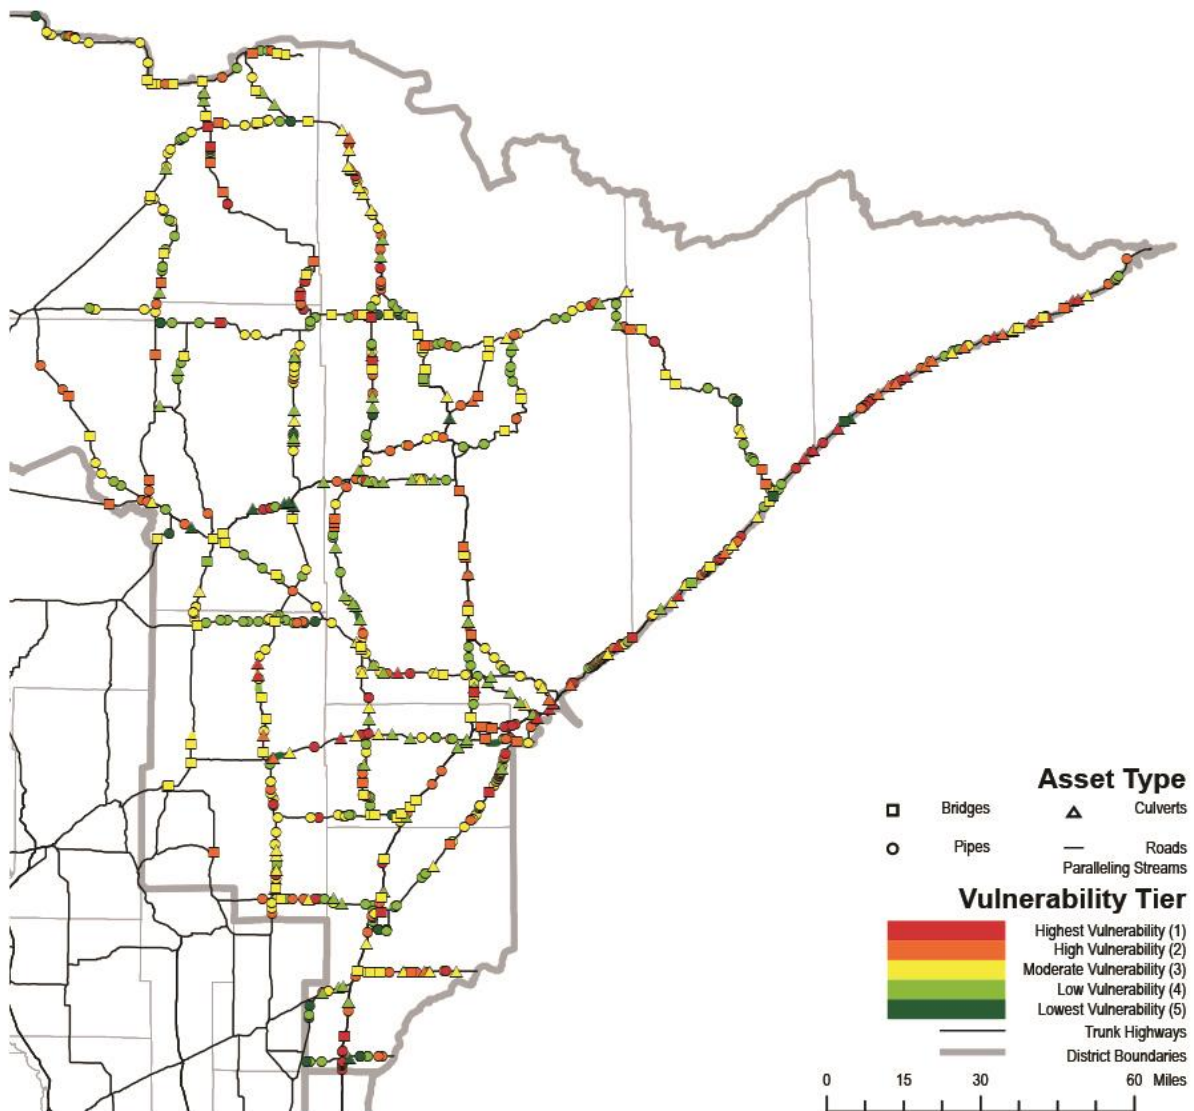 Asset Type
Bridges
Culverts
Pipes
Roads
Paralleling Streams
Vulnerability Tier
Highest Vulnerability (1)
High Vulnerability (2)
Moderate Vulnerability (3)
Low Vulnerability (4)
Lowest Vulnerability (5)
Trunk Highways
District Boundaries
0 15 30 60 Miles